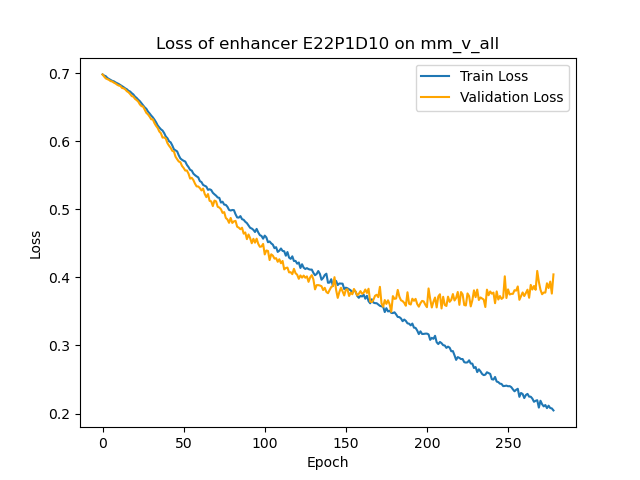 Loss of enhancer E22P1D10 on mm_v_all
Train Loss
Validation Loss
0.7
0.6
0.5
0.4
0.3
0.2
Loss
0 50 100 150 200 250
Epoch